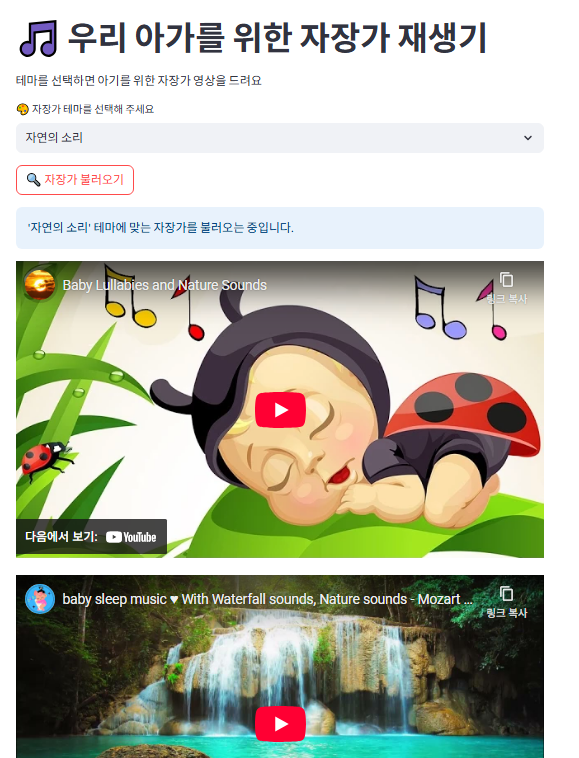 우리 아가를 위한 자장가 재생기
테마를 선택하면 아기를 위한 자장가 영상을 드려요
자장가 테마를 선택해 주세요
자연의 소리
자장가 불러오기
'자연의 소리' 테마에 맞는 자장가를 불러오는 중입니다.
Baby Lullabies and Nature Sounds
링크 복사
다음에서 보기: YouTube
baby sleep music ♥ With Waterfall sounds, Nature sounds - Mozart ...
링크 복사